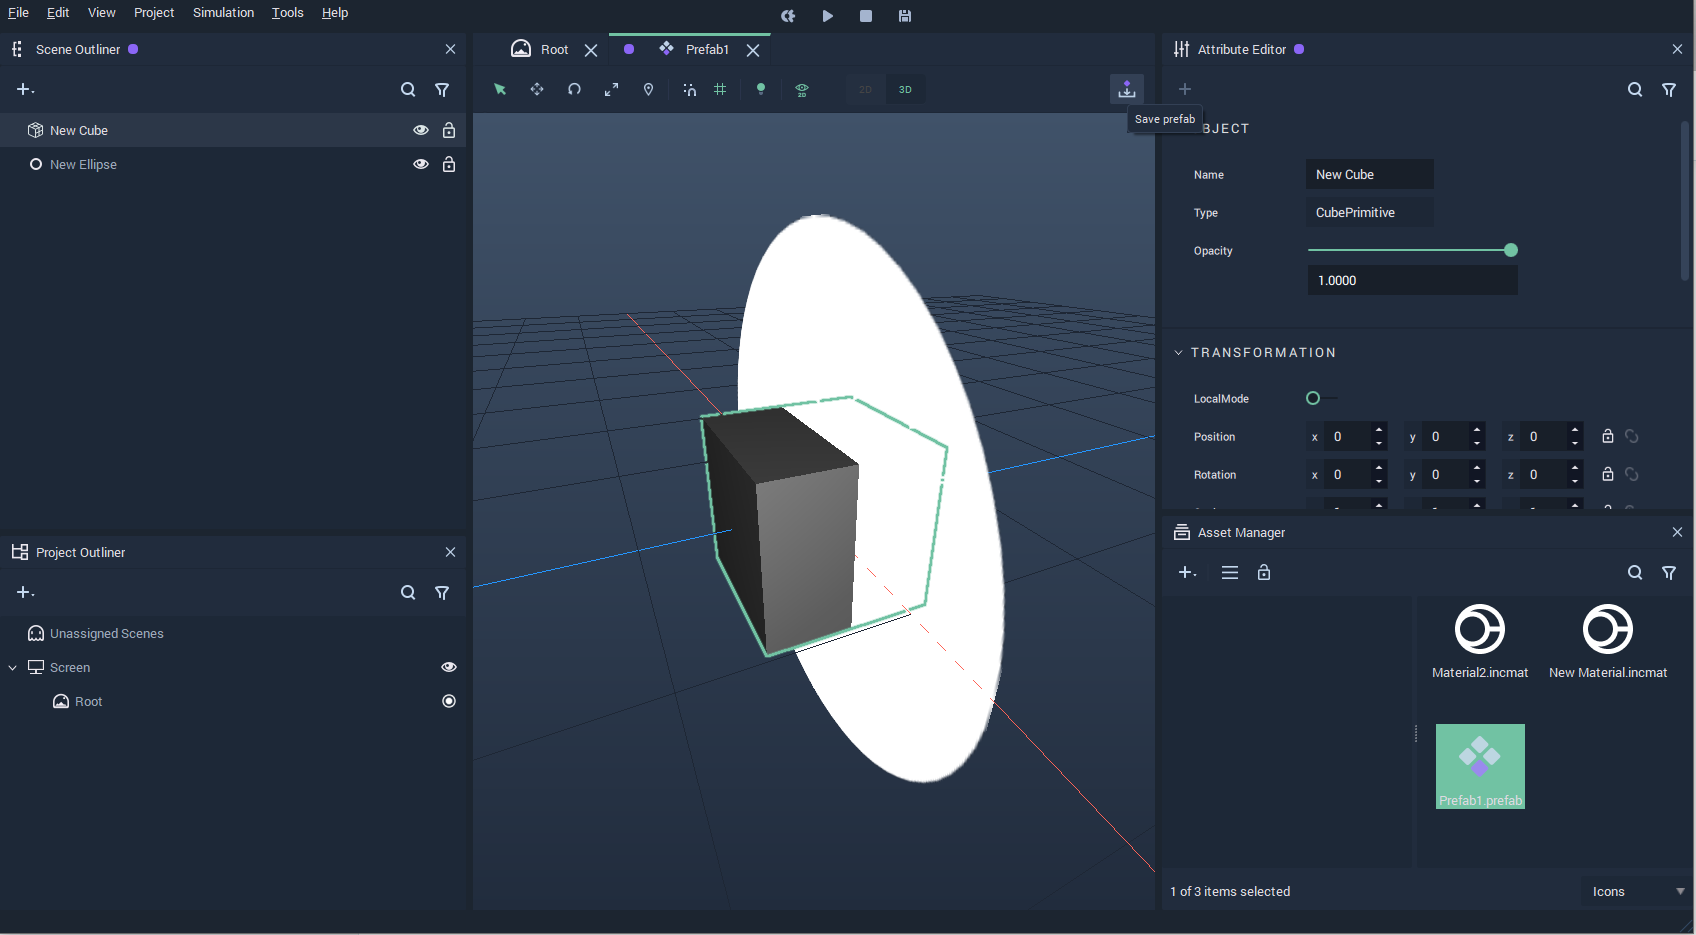 File Edit View Project Simulation Tools Help
Scene Outliner
New Cube
New Ellipse
Project Outliner
Unassigned Scenes
Screen
Root
Root
Prefab1
2D
2D
3D
Save prefab
Attribute Editor
BJECT
Name New Cube
Type CubePrimitive
Opacity
1.0000
TRANSFORMATION
LocalMode
Position x 0 y 0 z 0
Rotation x 0 y 0 z 0
Asset Manager
Material2.incmat New Material.incmat
Prefab1.prefab
1 of 3 items selected
Icons